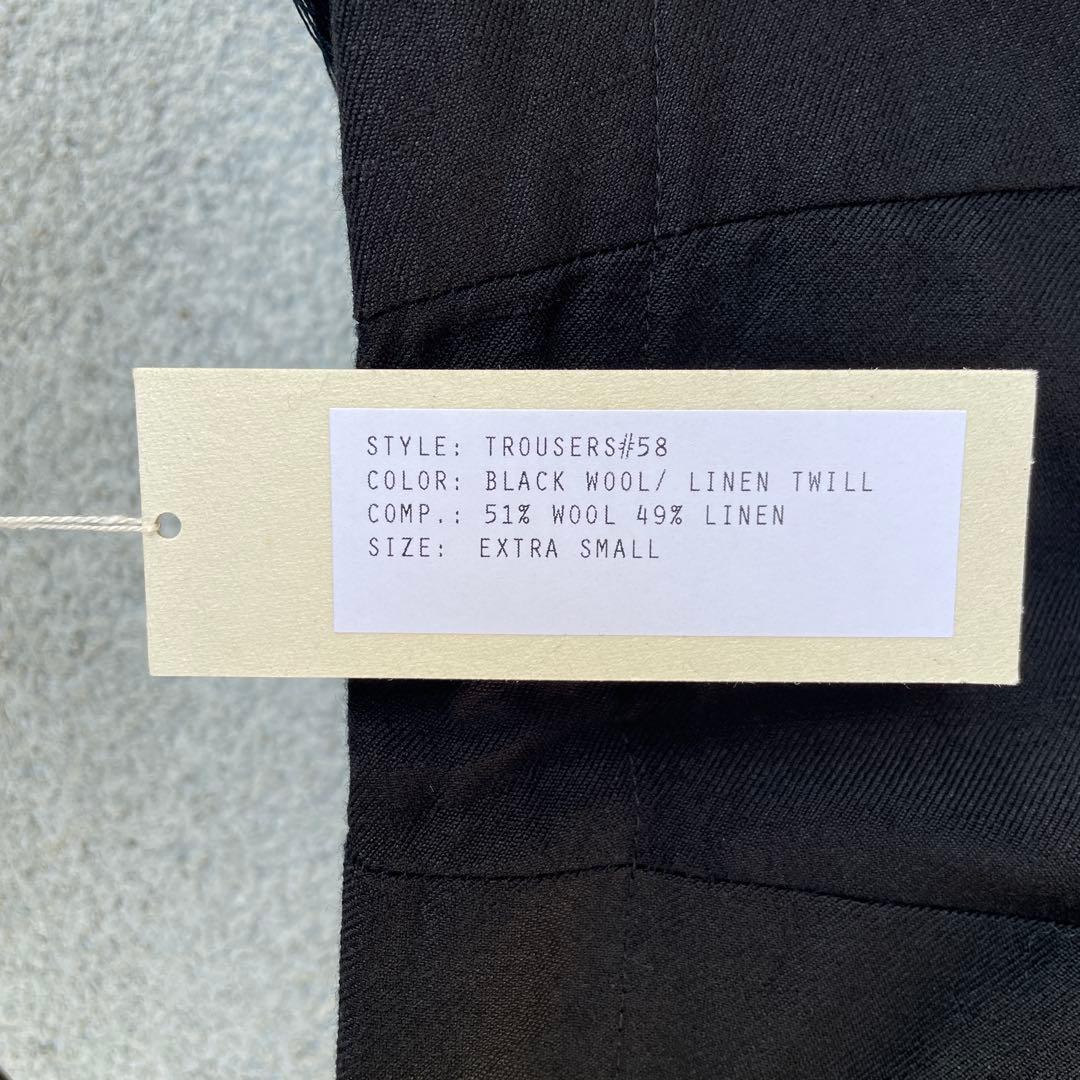 STYLE: TROUSERS#58
COLOR: BLACK WOOL/ LINEN TWILL
COMP.: 51% WOOL 49% LINEN
SIZE: EXTRA SMALL